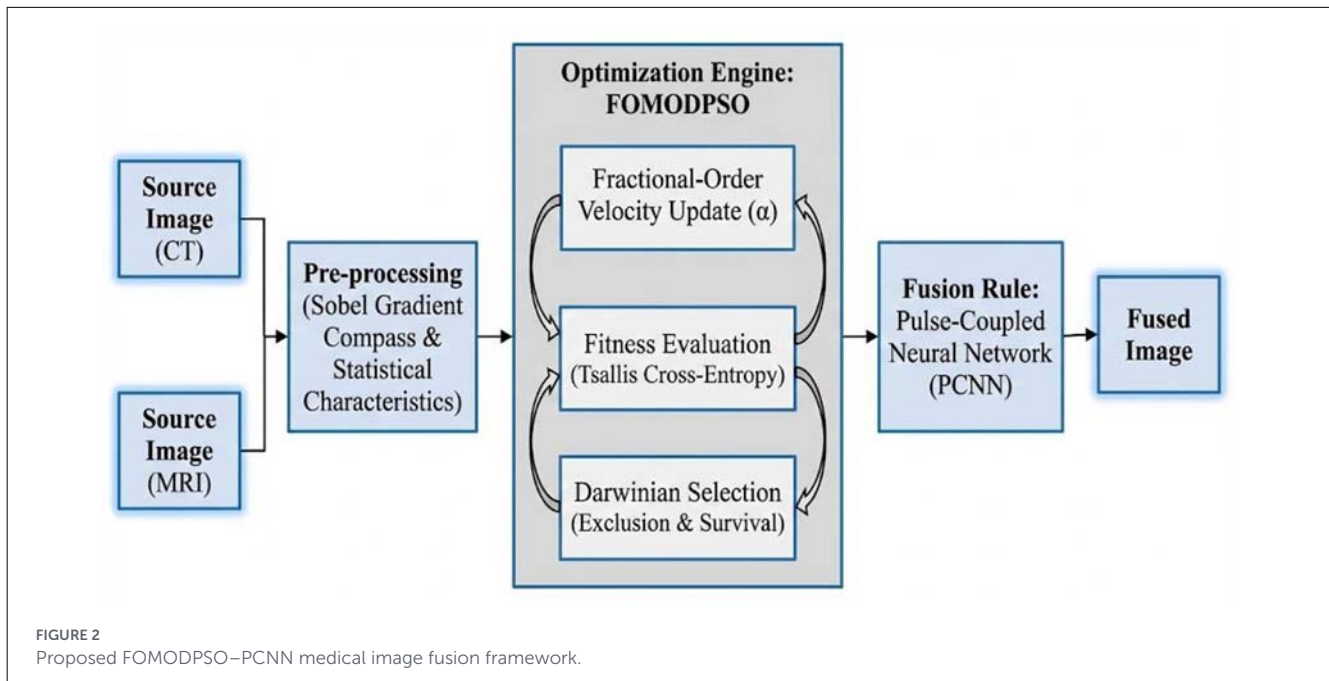 Source
Image
(CT)
Source
Image
(MRI)
Pre-processing
(Sobel Gradient
Compass &
Statistical
Characteristics)
Optimization Engine:
FOMODPSO
Fractional-Order
Velocity Update (α)
Fitness Evaluation
(Tsallis Cross-Entropy)
Darwinian Selection
(Exclusion & Survival)
Fusion Rule:
Pulse-Coupled
Neural Network
(PCNN)
Fused
Image
FIGURE 2
Proposed FOMODPSO–PCNN medical image fusion framework.